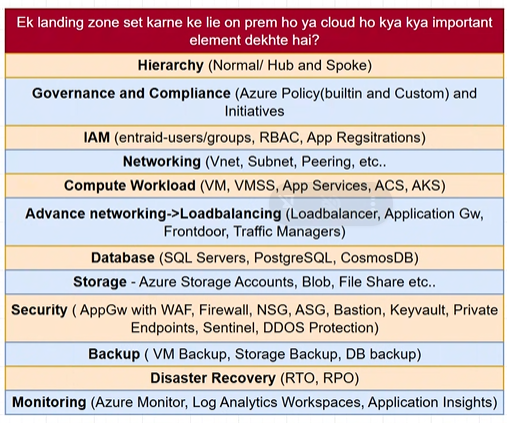 Ek landing zone set karne ke lie on prem ho ya cloud ho kya kya important
element dekhte hai?
Hierarchy (Normal/ Hub and Spoke)
Governance and Compliance (Azure Policy(builtin and Custom) and
Initiatives
IAM (entraid-users/groups, RBAC, App Regsitrations)
Networking (Vnet, Subnet, Peering, etc..
Compute Workload (VM, VMSS, App Services, ACS, AKS)
Advance networking->Loadbalancing (Loadbalancer, Application Gw,
Frontdoor, Traffic Managers)
Database (SQL Servers, PostgreSQL, CosmosDB)
Storage - Azure Storage Accounts, Blob, File Share etc..
Security ( AppGw with WAF, Firewall, NSG, ASG, Bastion, Keyvault, Private
Endpoints, Sentinel, DDOS Protection)
Backup ( VM Backup, Storage Backup, DB backup)
Disaster Recovery (RTO, RPO)
Monitoring (Azure Monitor, Log Analytics Workspaces, Application Insights)